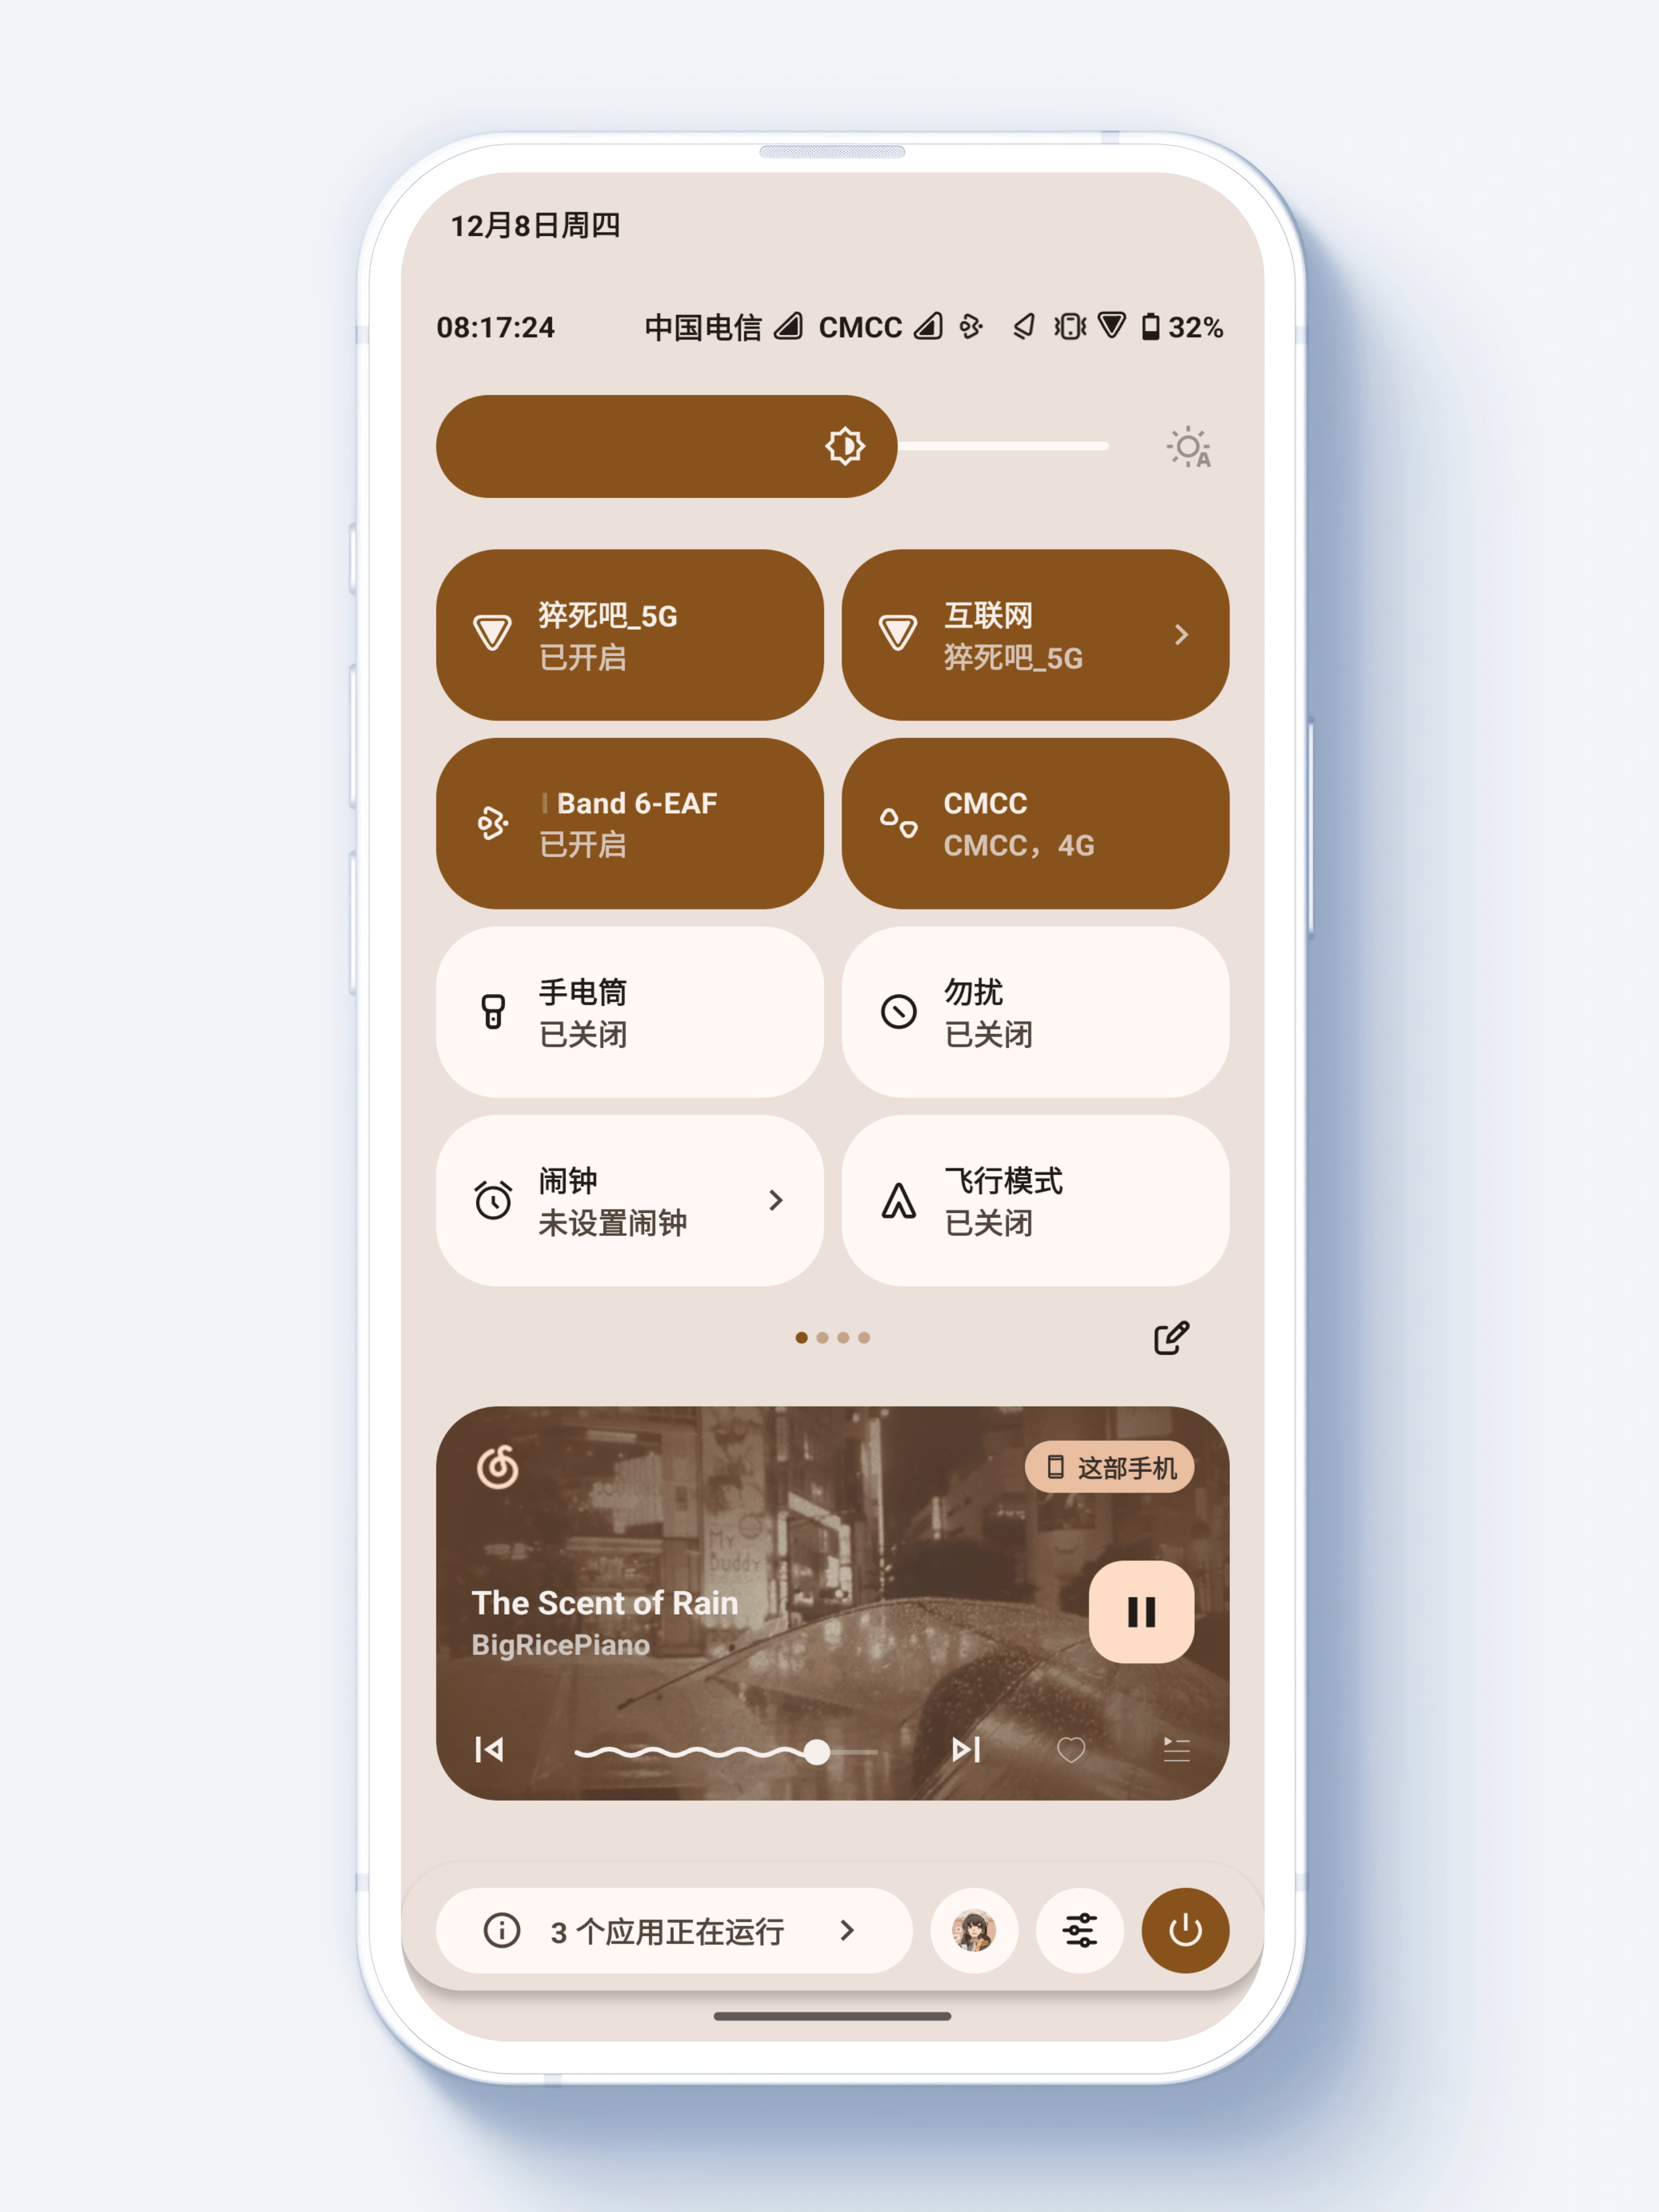 12月8日周四
08:17:24 中国电信 CMCC 32%
A
猝死吧_5G
已开启
互联网
猝死吧_5G
Band 6-EAF
已开启
CMCC
CMCC，4G
手电筒
已关闭
勿扰
已关闭
闹钟
未设置闹钟
飞行模式
已关闭
这部手机
My
Buddy
The Scent of Rain
BigRicePiano
3 个应用正在运行